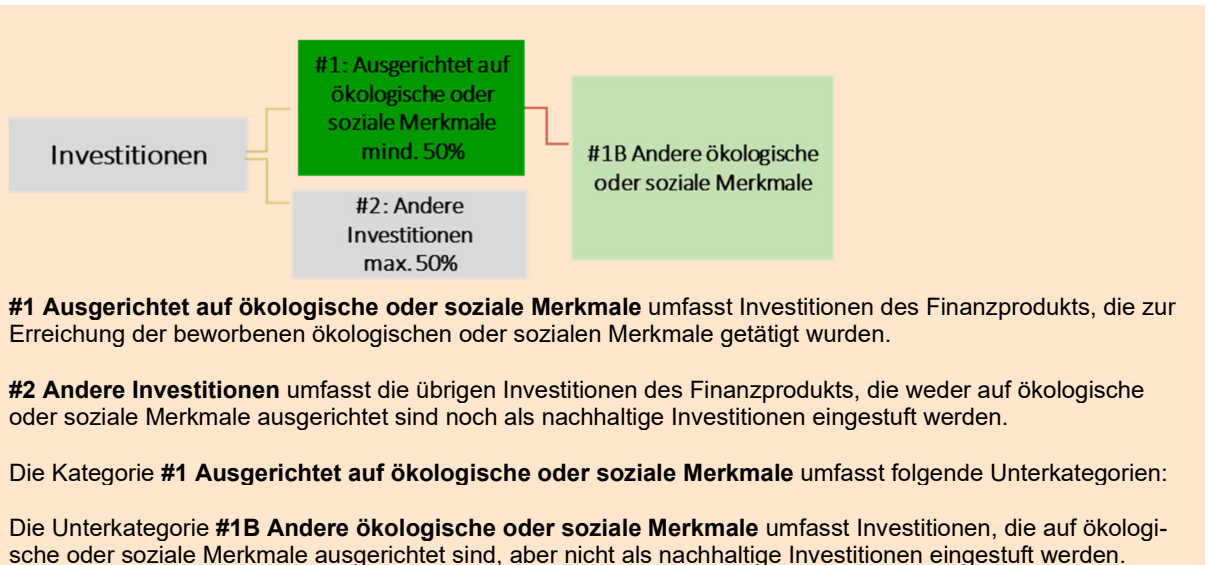 Investitionen
#1: Ausgerichtet auf
ökologische oder
soziale Merkmale
mind. 50%
#2: Andere
Investitionen
max. 50%
#1B Andere ökologische
oder soziale Merkmale
#1 Ausgerichtet auf ökologische oder soziale Merkmale umfasst Investitionen des Finanzprodukts, die zur
Erreichung der beworbenen ökologischen oder sozialen Merkmale getätigt wurden.
#2 Andere Investitionen umfasst die übrigen Investitionen des Finanzprodukts, die weder auf ökologische
oder soziale Merkmale ausgerichtet sind noch als nachhaltige Investitionen eingestuft werden.
Die Kategorie #1 Ausgerichtet auf ökologische oder soziale Merkmale umfasst folgende Unterkategorien:
Die Unterkategorie #1B Andere ökologische oder soziale Merkmale umfasst Investitionen, die auf ökologi-
sche oder soziale Merkmale ausgerichtet sind, aber nicht als nachhaltige Investitionen eingestuft werden.